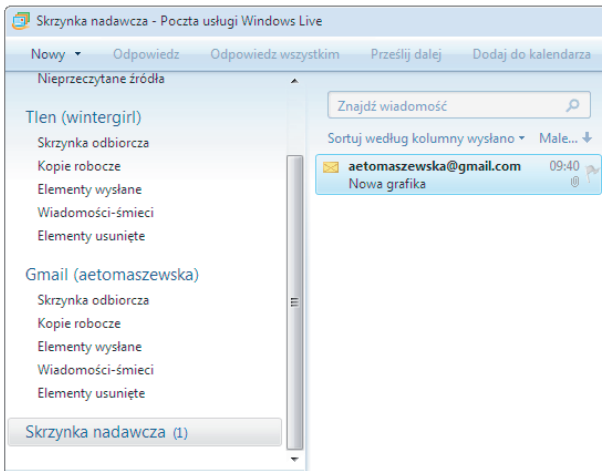 Skrzynka nadawcza - Poczta usługi Windows Live
Nowy Odpowiedz Odpowiedz wszystkim Prześlij dalej Dodaj do kalendarza
Nieprzeczytane źródła
Tlen (wintergirl)
Skrzynka odbiorcza
Kopie robocze
Elementy wysłane
Wiadomości-śmieci
Elementy usunięte
Gmail (aetomaszewska)
Skrzynka odbiorcza
Kopie robocze
Elementy wysłane
Wiadomości-śmieci
Elementy usunięte
Skrzynka nadawcza (1)
Znajdź wiadomość
Sortuj według kolumny wysłano Male...
aetomaszewska@gmail.com 09:40
Nowa grafika